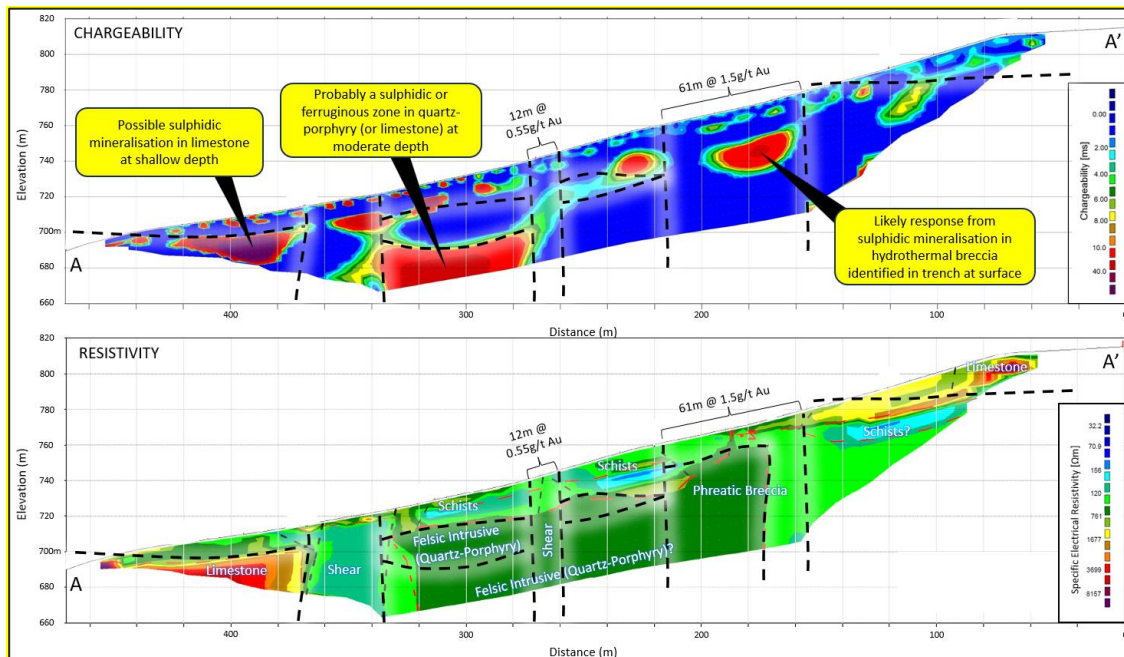 CHARGEABILITY
A'
820
800
780
760
740
720
700m
680
660
Elevation (m)
Possible sulphidic
mineralisation in limestone
at shallow depth
Probably a sulphidic or
ferruginous zone in quartz-
porphyry (or limestone) at
moderate depth
12m @
0.55g/t Au
61m @ 1.5g/t Au
Likely response from
sulphidic mineralisation in
hydrothermal breccia
identified in trench at surface
A
Chargeability [ms]
0.00
2.00
4.00
6.00
8.00
10.0
40.0
400
300
200
100
Distance (m)
RESISTIVITY
A'
820
800
780
760
740
720
700m
680
660
Elevation (m)
12m @
0.55g/t Au
61m @ 1.5g/t Au
Limestone
Schists?
Schists
Schists
Phreatic Breccia
Felsic Intrusive
(Quartz-Porphyry)
Shear
Felsic Intrusive (Quartz-Porphyry)?
Limestone
Shear
A
Specific Electrical Resistivity [Ωm]
32.2
70.9
156
120
761
1677
3699
8157
400
300
200
100
Distance (m)